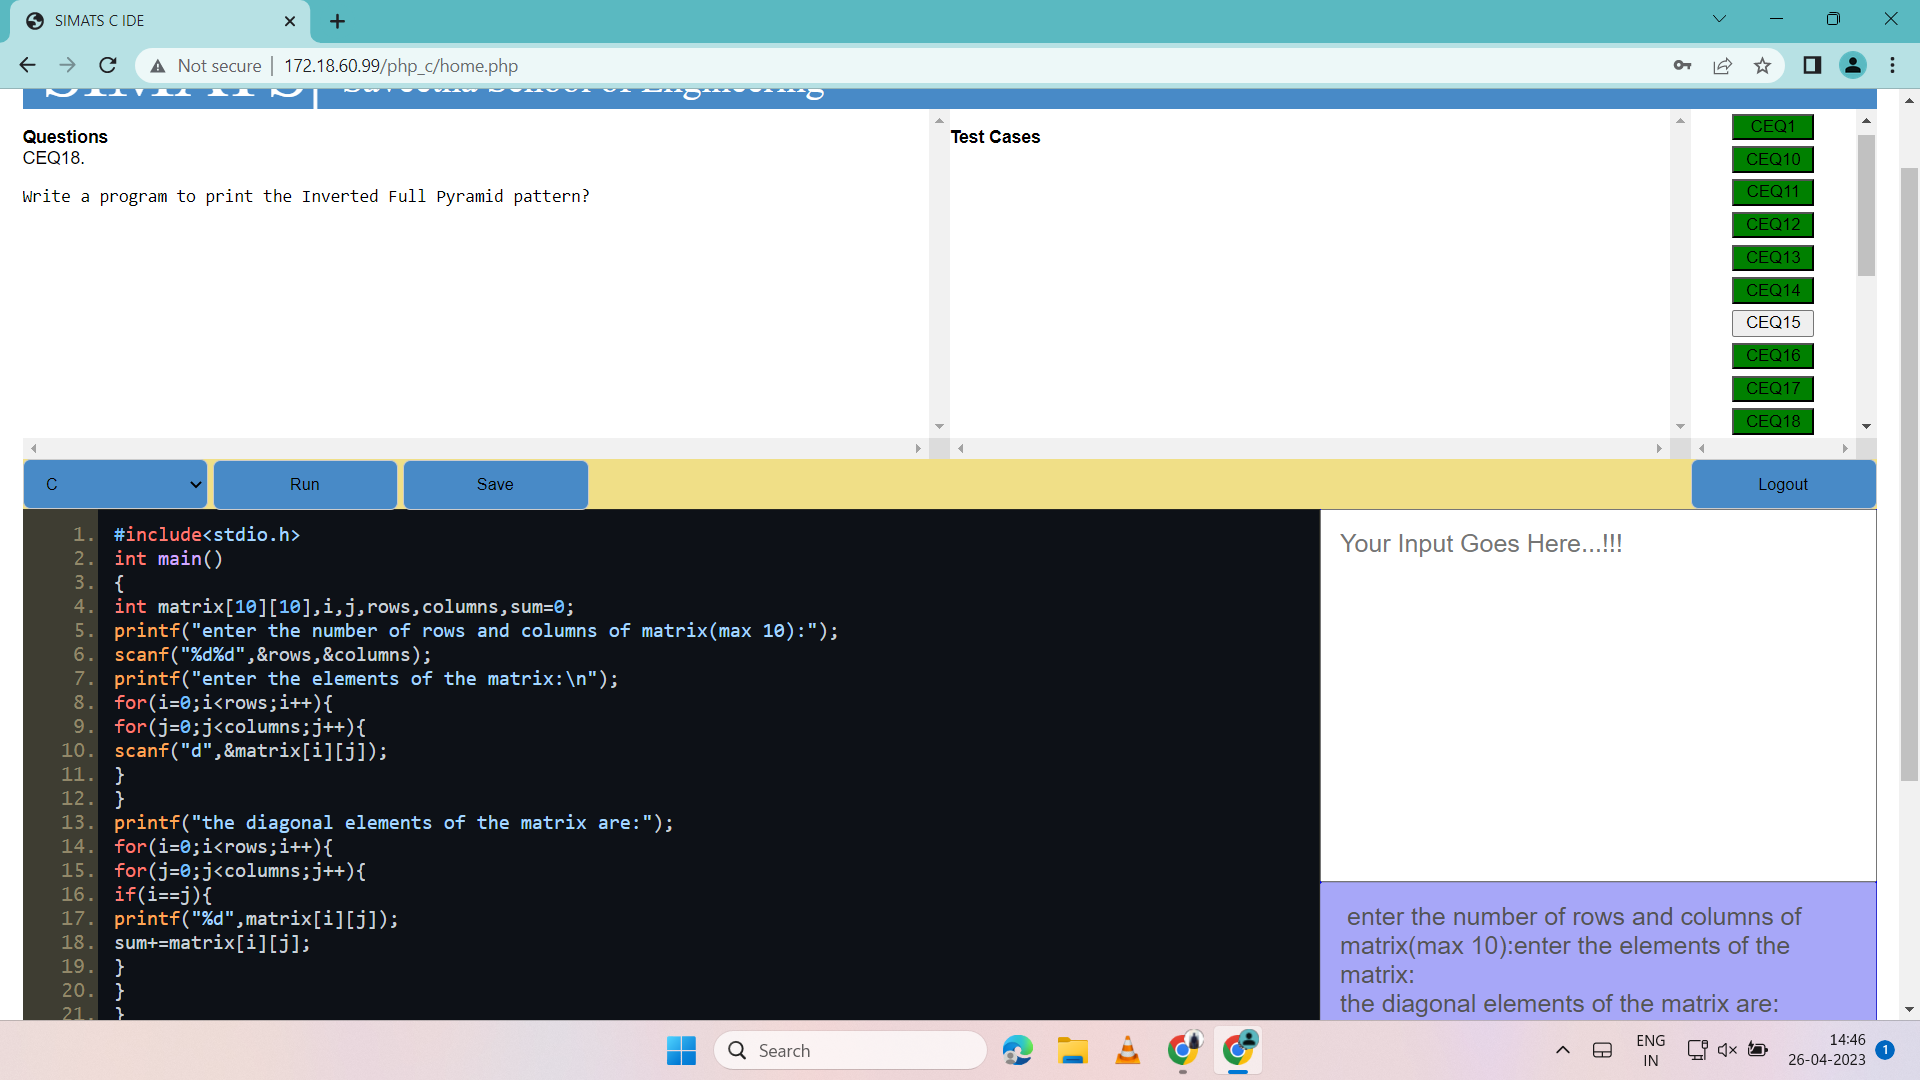 SIMATS C IDE
Not secure | 172.18.60.99/php_c/home.php
SIMATS Saveetha School of Engineering
Questions
CEQ18.
Write a program to print the Inverted Full Pyramid pattern?
Test Cases
CEQ1
CEQ10
CEQ11
CEQ12
CEQ13
CEQ14
CEQ15
CEQ16
CEQ17
CEQ18
C
Run
Save
Logout
1. #include<stdio.h>
2. int main()
3. {
4. int matrix[10][10],i,j,rows,columns,sum=0;
5. printf("enter the number of rows and columns of matrix(max 10):");
6. scanf("%d%d",&rows,&columns);
7. printf("enter the elements of the matrix:\n");
8. for(i=0;i<rows;i++){
9. for(j=0;j<columns;j++){
10. scanf("d",&matrix[i][j]);
11. }
12. }
13. printf("the diagonal elements of the matrix are:");
14. for(i=0;i<rows;i++){
15. for(j=0;j<columns;j++){
16. if(i==j){
17. printf("%d",matrix[i][j]);
18. sum+=matrix[i][j];
19. }
20. }
21. }
Your Input Goes Here...!!!
enter the number of rows and columns of
matrix(max 10):enter the elements of the
matrix:
the diagonal elements of the matrix are:
Search
ENG
IN
14:46
26-04-2023
1